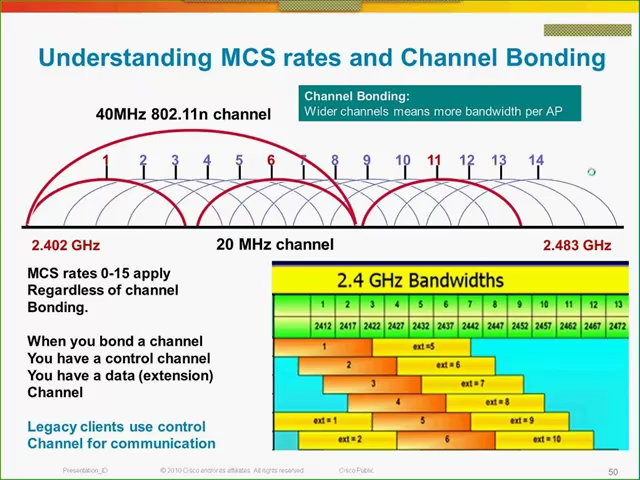 Understanding MCS rates and Channel Bonding
Channel Bonding:
Wider channels means more bandwidth per AP
40MHz 802.11n channel
1 2 3 4 5 6 7 8 9 10 11 12 13 14
2.402 GHz
20 MHz channel
2.483 GHz
MCS rates 0-15 apply
Regardless of channel
Bonding.
When you bond a channel
You have a control channel
You have a data (extension)
Channel
Legacy clients use control
Channel for communication
2.4 GHz Bandwidths
1 2 3 4 5 6 7 8 9 10 11 12 13
2412 2417 2422 2427 2432 2437 2442 2447 2452 2457 2462 2467 2472
1 ext =5
2 ext = 6
3 ext = 7
4 ext = 8
ext = 1 5 ext = 9
ext = 2 6 ext = 10
Presentation_ID
© 2010 Cisco and/or its affiliates. All rights reserved.
Cisco Public
50